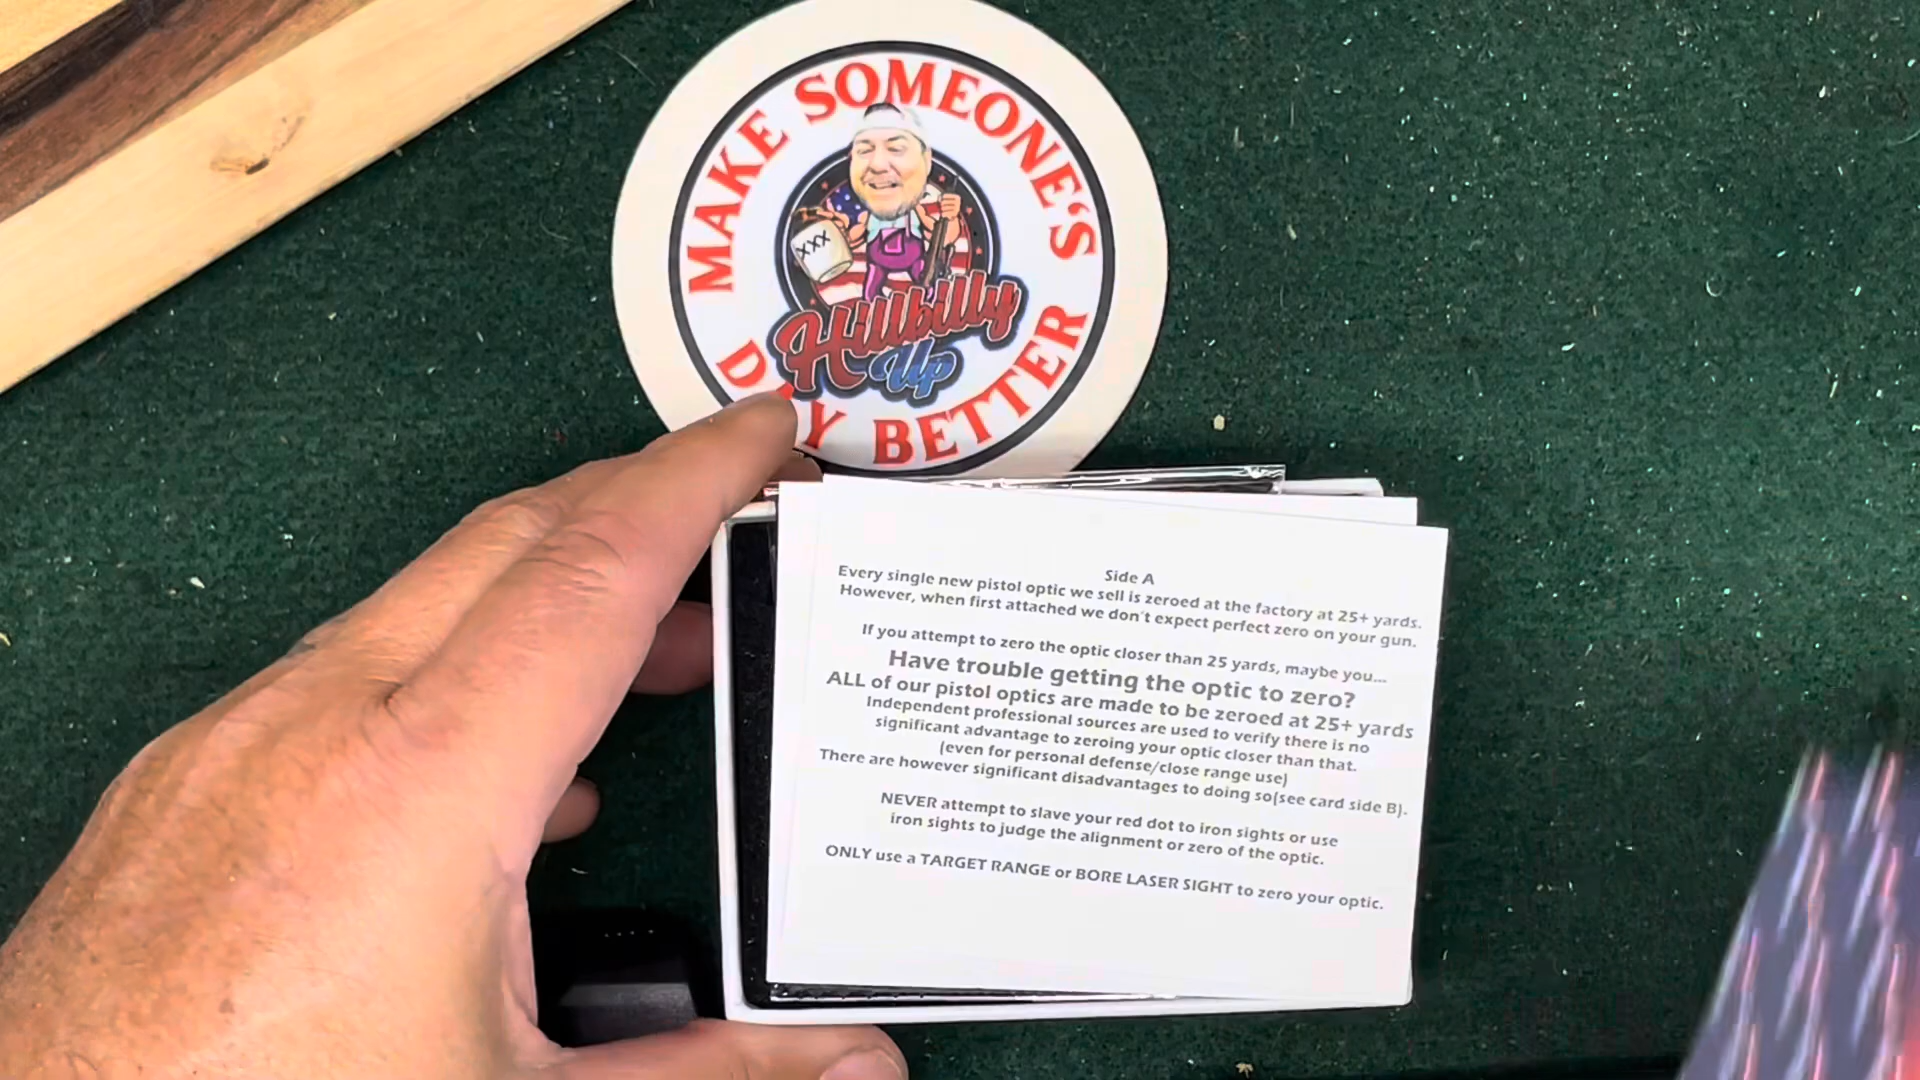 MAKE SOMEONE'S
DAY BETTER
XXX
Hillbilly
Up
Side A
Every single new pistol optic we sell is zeroed at the factory at 25+ yards.
However, when first attached we don't expect perfect zero on your gun.
If you attempt to zero the optic closer than 25 yards, maybe you...
Have trouble getting the optic to zero?
ALL of our pistol optics are made to be zeroed at 25+ yards
Independent professional sources are used to verify there is no
significant advantage to zeroing your optic closer than that.
(even for personal defense/close range use)
There are however significant disadvantages to doing so(see card side B).
NEVER attempt to slave your red dot to iron sights or use
iron sights to judge the alignment or zero of the optic.
ONLY use a TARGET RANGE or BORE LASER SIGHT to zero your optic.